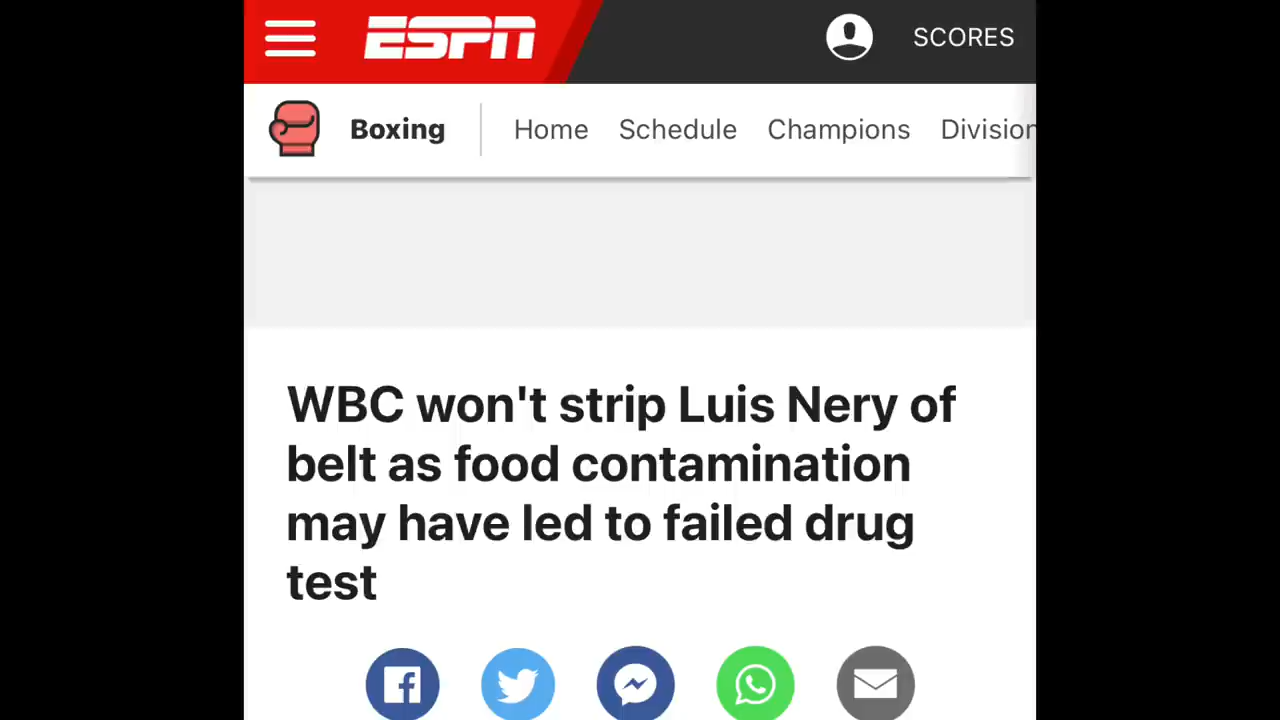 ESPN
SCORES
Boxing Home Schedule Champions Division
WBC won't strip Luis Nery of
belt as food contamination
may have led to failed drug
test